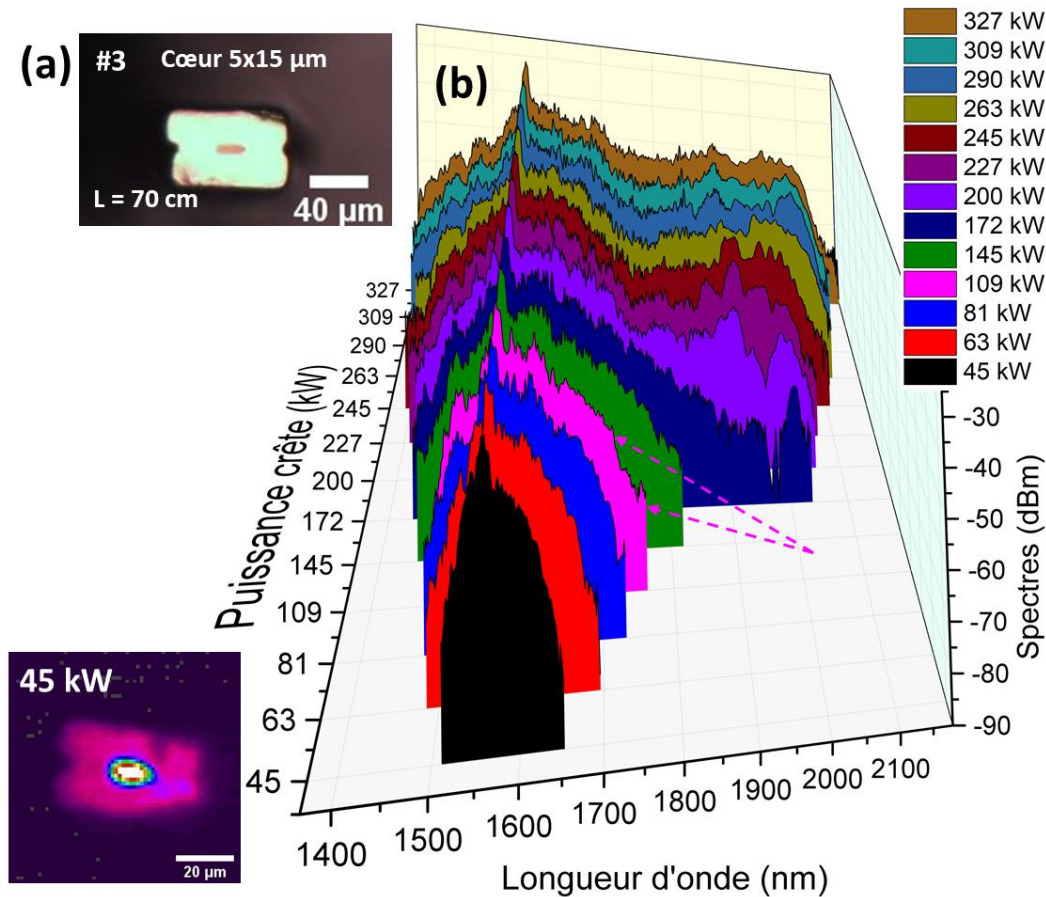 (a)
#3 Cœur 5x15 µm
L = 70 cm
40 µm
(b)
327 kW
309 kW
290 kW
263 kW
245 kW
227 kW
200 kW
172 kW
145 kW
109 kW
81 kW
63 kW
45 kW
Puissance crête (kW)
327
309
290
263
245
227
200
172
145
109
81
63
45
-30
-40
-50
-60
-70
-80
-90
Spectres (dBm)
1400
1500
1600
1700
1800
1900
2000
2100
Longueur d'onde (nm)
45 kW
20 µm